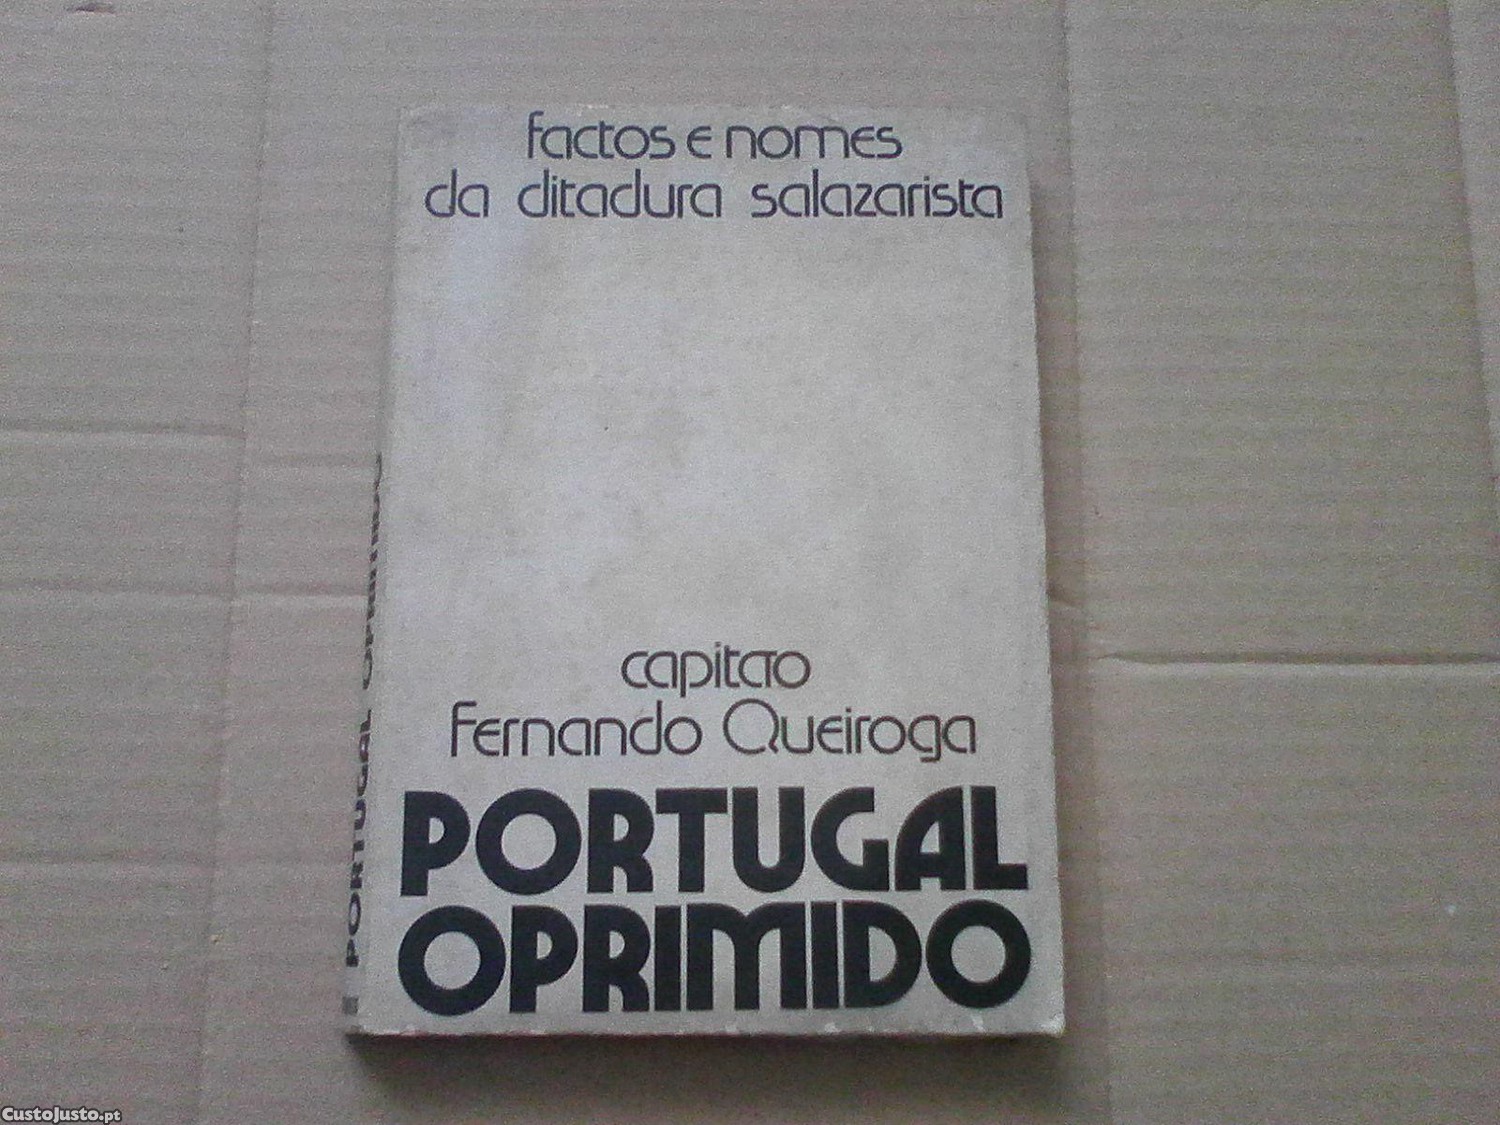 factos e nomes
da ditadura salazarista
capitão
Fernando Queiroga
PORTUGAL
OPRIMIDO
PORTUGAL OPRIMIDO
CustoJusto.pt